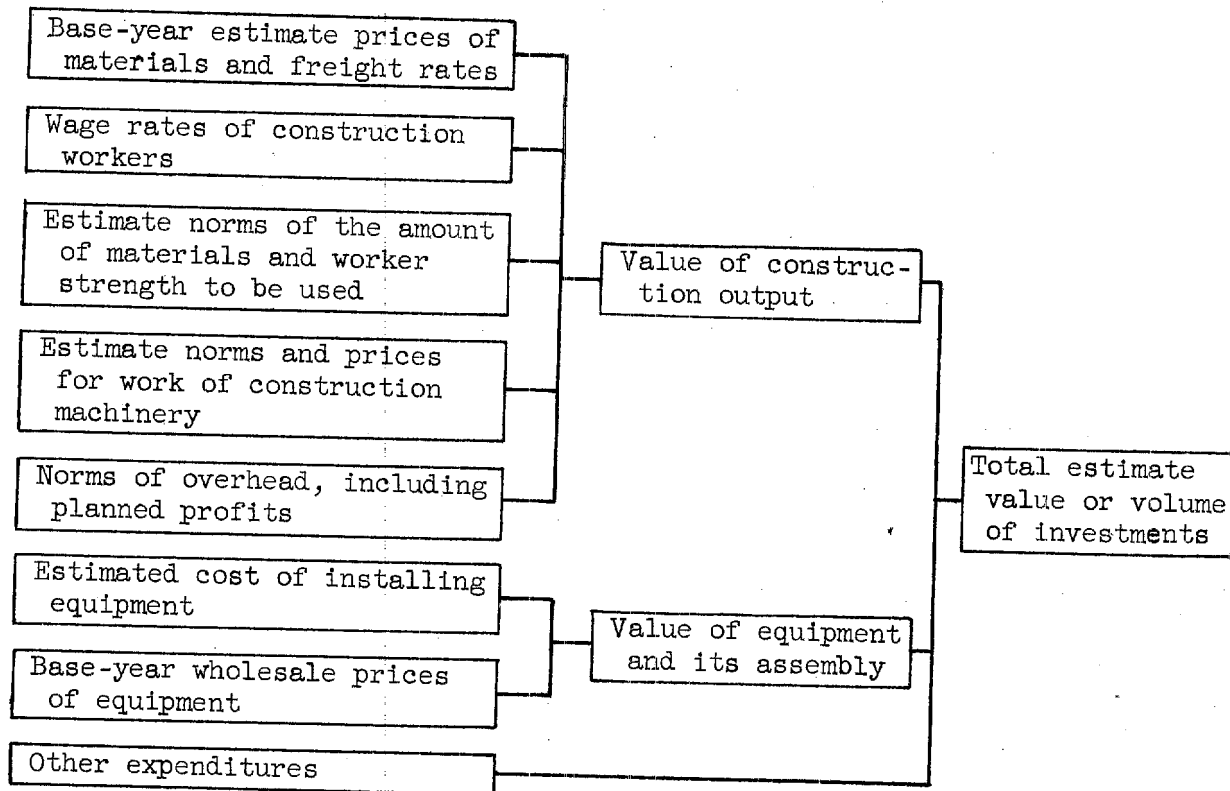 Base-year estimate prices of
materials and freight rates
Wage rates of construction
workers
Estimate norms of the amount
of materials and worker
strength to be used
Estimate norms and prices
for work of construction
machinery
Norms of overhead, including
planned profits
Estimated cost of installing
equipment
Base-year wholesale prices
of equipment
Other expenditures
Value of construc-
tion output
Value of equipment
and its assembly
Total estimate
value or volume
of investments